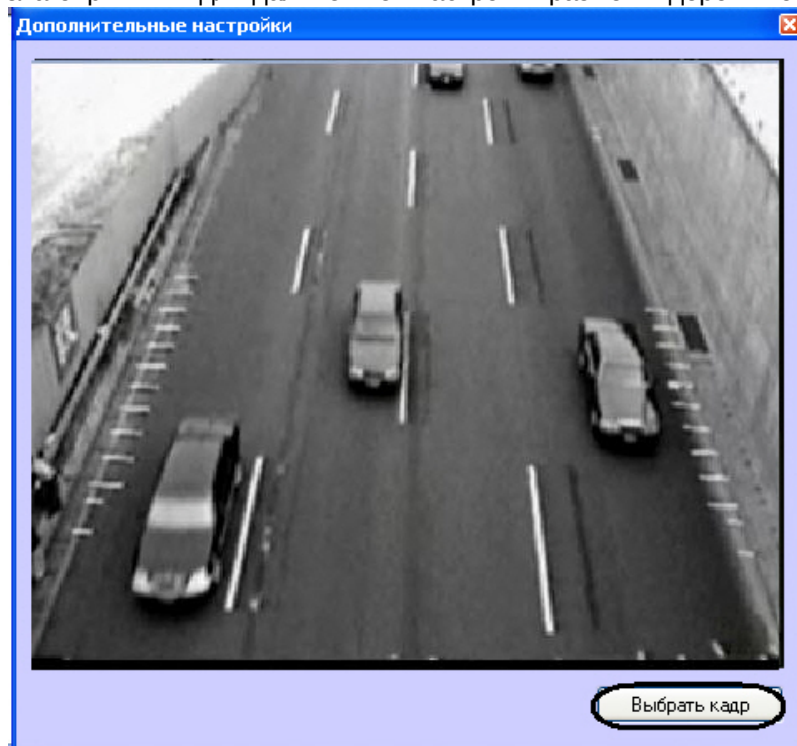 Дополнительные настройки
Выбрать кадр